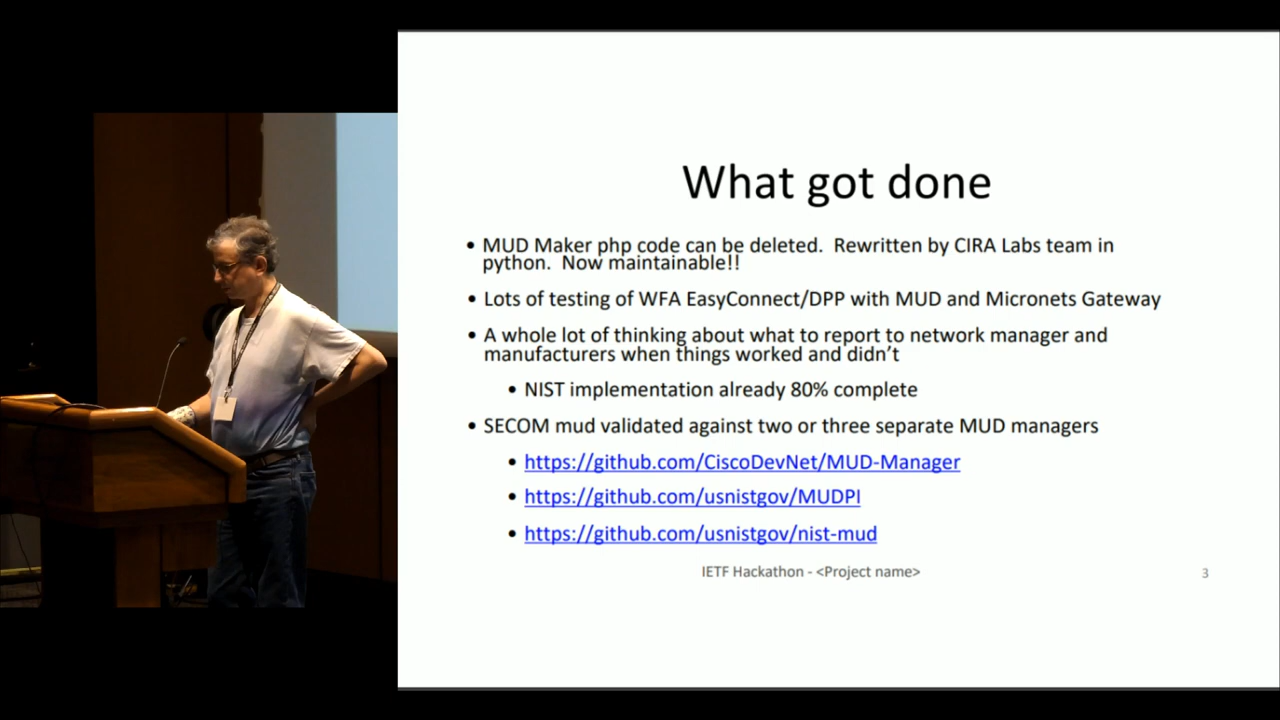 What got done
• MUD Maker php code can be deleted.  Rewritten by CIRA Labs team in
python.  Now maintainable!!
• Lots of testing of WFA EasyConnect/DPP with MUD and Micronets Gateway
• A whole lot of thinking about what to report to network manager and
manufacturers when things worked and didn’t
• NIST implementation already 80% complete
• SECOM mud validated against two or three separate MUD managers
• https://github.com/CiscoDevNet/MUD-Manager
• https://github.com/usnistgov/MUDPI
• https://github.com/usnistgov/nist-mud
IETF Hackathon - <Project name>
3